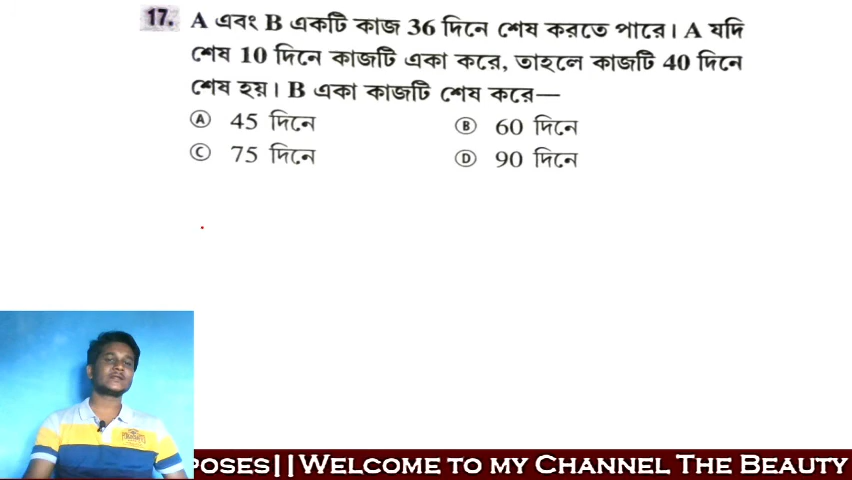 17. A এবং B একটি কাজ 36 দিনে শেষ করতে পারে। A যদি
শেষ 10 দিনে কাজটি একা করে, তাহলে কাজটি 40 দিনে
শেষ হয়। B একা কাজটি শেষ করে—
Ⓐ 45 দিনে Ⓑ 60 দিনে
Ⓒ 75 দিনে Ⓓ 90 দিনে
POSES||WELCOME TO MY CHANNEL THE BEAUTY